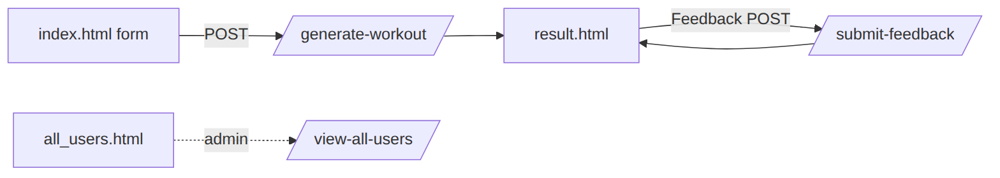 index.html form
POST
generate-workout
result.html
Feedback POST
submit-feedback
all_users.html
admin
view-all-users